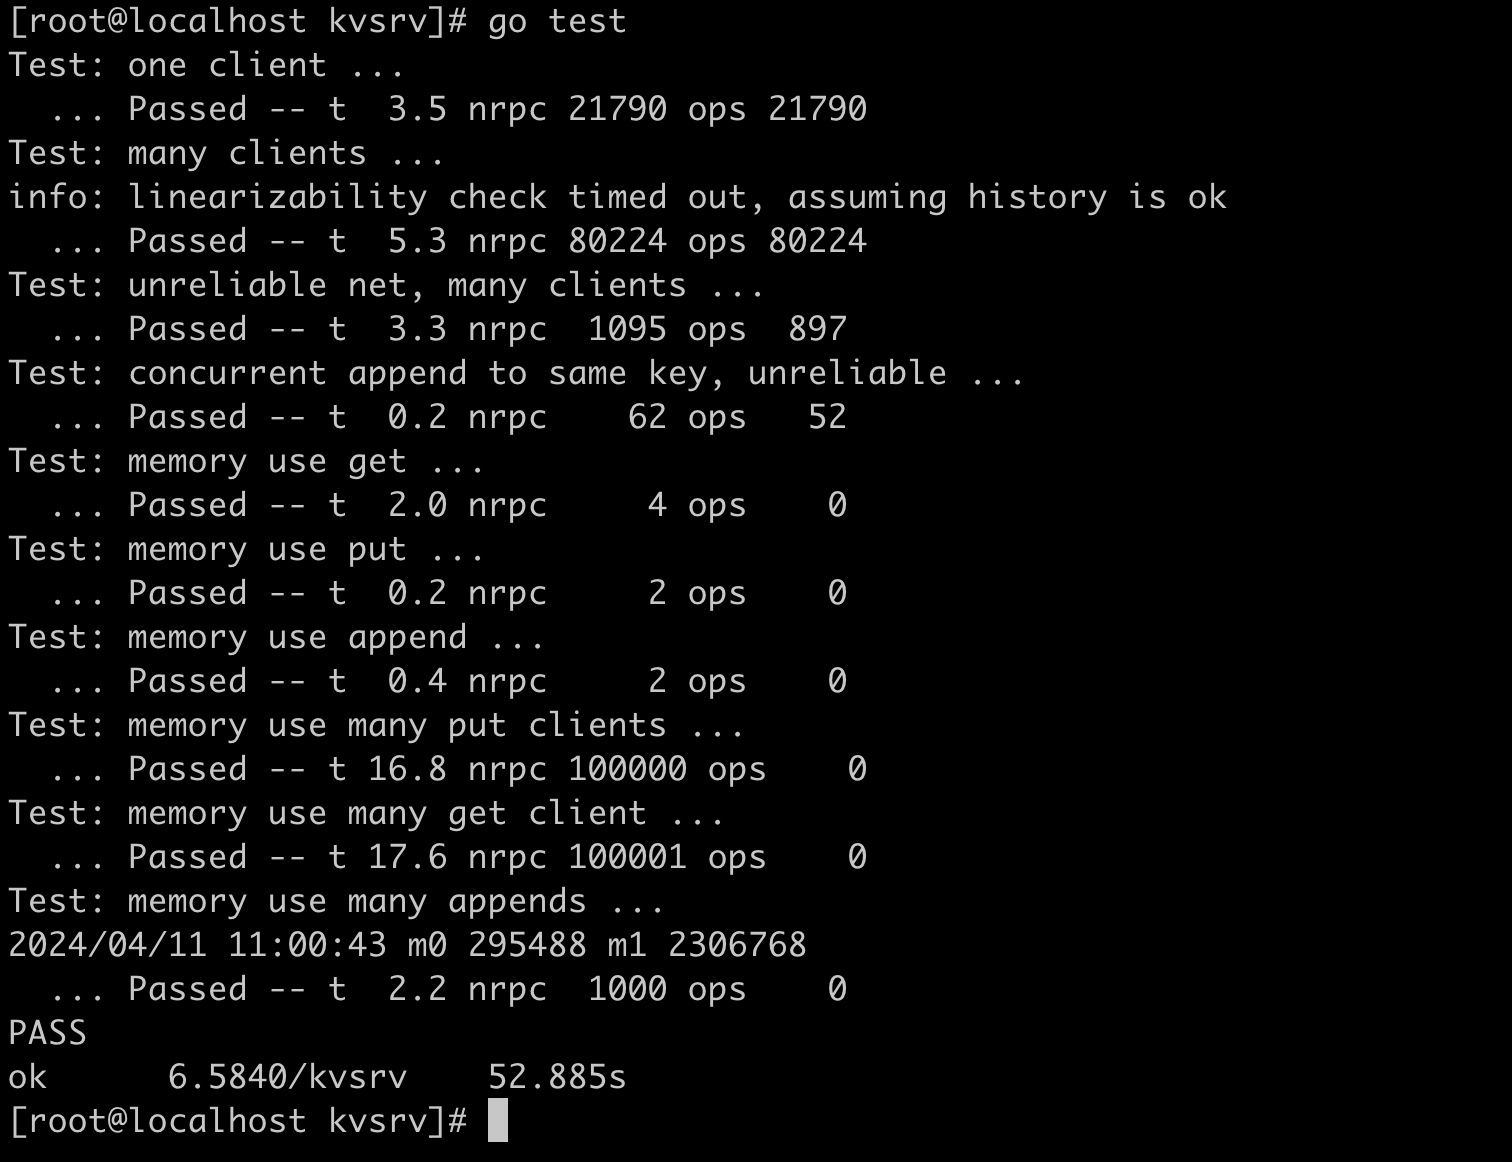 [root@localhost kvsrv]# go test
Test: one client ...
  ... Passed -- t  3.5 nrpc 21790 ops 21790
Test: many clients ...
info: linearizability check timed out, assuming history is ok
  ... Passed -- t  5.3 nrpc 80224 ops 80224
Test: unreliable net, many clients ...
  ... Passed -- t  3.3 nrpc  1095 ops  897
Test: concurrent append to same key, unreliable ...
  ... Passed -- t  0.2 nrpc    62 ops   52
Test: memory use get ...
  ... Passed -- t  2.0 nrpc     4 ops    0
Test: memory use put ...
  ... Passed -- t  0.2 nrpc     2 ops    0
Test: memory use append ...
  ... Passed -- t  0.4 nrpc     2 ops    0
Test: memory use many put clients ...
  ... Passed -- t 16.8 nrpc 100000 ops    0
Test: memory use many get client ...
  ... Passed -- t 17.6 nrpc 100001 ops    0
Test: memory use many appends ...
2024/04/11 11:00:43 m0 295488 m1 2306768
  ... Passed -- t  2.2 nrpc  1000 ops    0
PASS
ok      6.5840/kvsrv    52.885s
[root@localhost kvsrv]#